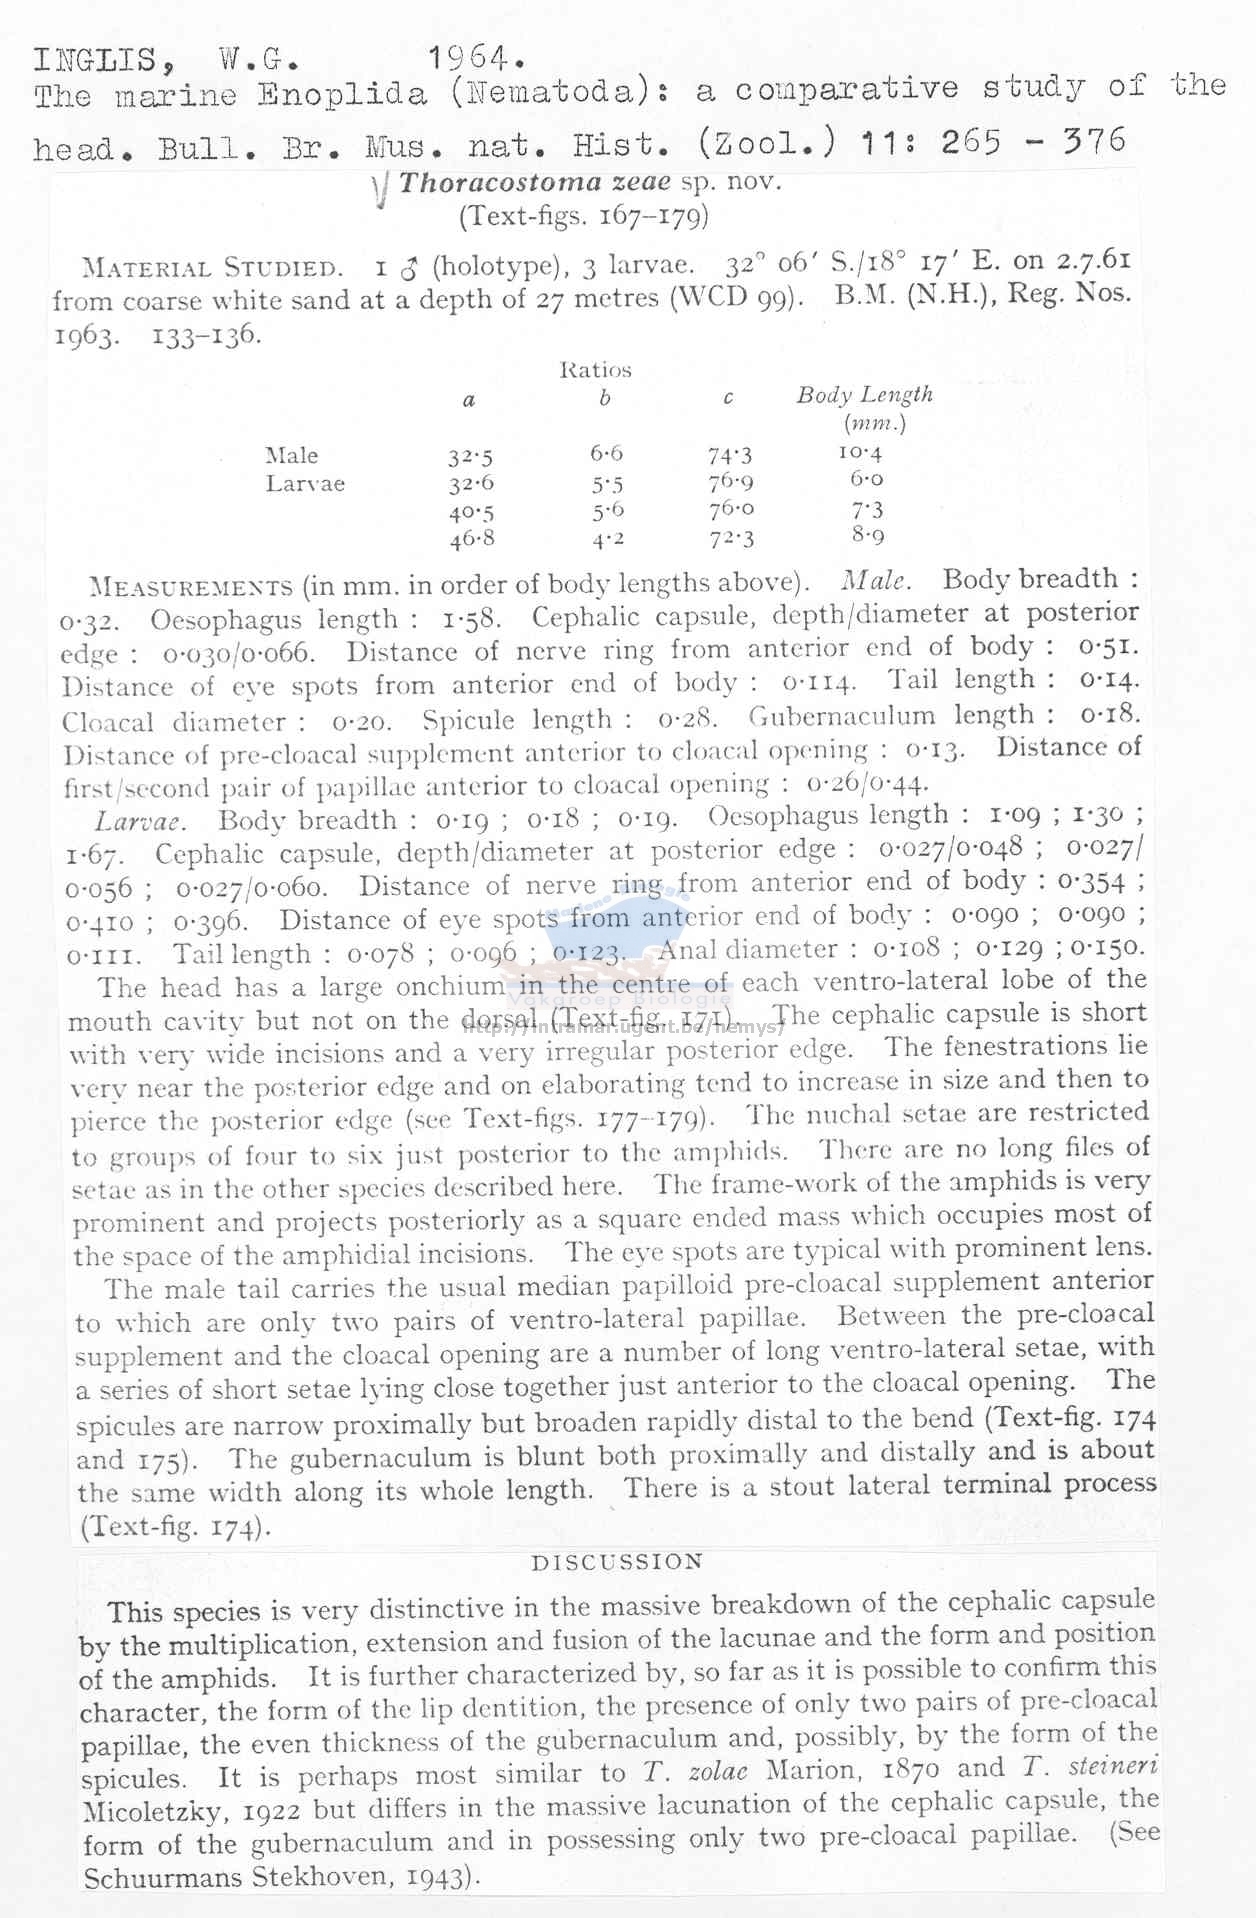 INGLIS, W.G. 1964.
The marine Enoplida (Nematoda): a comparative study of the
head. Bull. Br. Mus. nat. Hist. (Zool.) 11: 265 - 376
Thoracostoma zeae sp. nov.
(Text-figs. 167–179)
MATERIAL STUDIED. 1 ♂ (holotype), 3 larvae. 32° 06′ S./18° 17′ E. on 2.7.61
from coarse white sand at a depth of 27 metres (WCD 99). B.M. (N.H.), Reg. Nos.
1963. 133–136.
Ratios
a b c Body Length
(mm.)
Male 32·5 6·6 74·3 10·4
Larvae 32·6 5·5 76·9 6·0
40·5 5·6 76·0 7·3
46·8 4·2 72·3 8·9
MEASUREMENTS (in mm. in order of body lengths above). Male. Body breadth :
0·32. Oesophagus length : 1·58. Cephalic capsule, depth/diameter at posterior
edge : 0·030/0·066. Distance of nerve ring from anterior end of body : 0·51.
Distance of eye spots from anterior end of body : 0·114. Tail length : 0·14.
Cloacal diameter : 0·20. Spicule length : 0·28. Gubernaculum length : 0·18.
Distance of pre-cloacal supplement anterior to cloacal opening : 0·13. Distance of
first/second pair of papillae anterior to cloacal opening : 0·26/0·44.
Larvae. Body breadth : 0·19 ; 0·18 ; 0·19. Oesophagus length : 1·09 ; 1·30 ;
1·67. Cephalic capsule, depth/diameter at posterior edge : 0·027/0·048 ; 0·027/
0·056 ; 0·027/0·060. Distance of nerve ring from anterior end of body : 0·354 ;
0·410 ; 0·396. Distance of eye spots from anterior end of body : 0·090 ; 0·090 ;
0·111. Tail length : 0·078 ; 0·096 ; 0·123. Anal diameter : 0·108 ; 0·129 ; 0·150.
The head has a large onchium in the centre of each ventro-lateral lobe of the
Vakgroep Biologie
mouth cavity but not on the dorsal (Text-fig. 171). The cephalic capsule is short
http://intramar.ugent.be/nemys/
with very wide incisions and a very irregular posterior edge. The fenestrations lie
very near the posterior edge and on elaborating tend to increase in size and then to
pierce the posterior edge (see Text-figs. 177–179). The nuchal setae are restricted
to groups of four to six just posterior to the amphids. There are no long files of
setae as in the other species described here. The frame-work of the amphids is very
prominent and projects posteriorly as a square ended mass which occupies most of
the space of the amphidial incisions. The eye spots are typical with prominent lens.
The male tail carries the usual median papilloid pre-cloacal supplement anterior
to which are only two pairs of ventro-lateral papillae. Between the pre-cloacal
supplement and the cloacal opening are a number of long ventro-lateral setae, with
a series of short setae lying close together just anterior to the cloacal opening. The
spicules are narrow proximally but broaden rapidly distal to the bend (Text-fig. 174
and 175). The gubernaculum is blunt both proximally and distally and is about
the same width along its whole length. There is a stout lateral terminal process
(Text-fig. 174).
DISCUSSION
This species is very distinctive in the massive breakdown of the cephalic capsule
by the multiplication, extension and fusion of the lacunae and the form and position
of the amphids. It is further characterized by, so far as it is possible to confirm this
character, the form of the lip dentition, the presence of only two pairs of pre-cloacal
papillae, the even thickness of the gubernaculum and, possibly, by the form of the
spicules. It is perhaps most similar to T. zolae Marion, 1870 and T. steineri
Micoletzky, 1922 but differs in the massive lacunation of the cephalic capsule, the
form of the gubernaculum and in possessing only two pre-cloacal papillae. (See
Schuurmans Stekhoven, 1943).